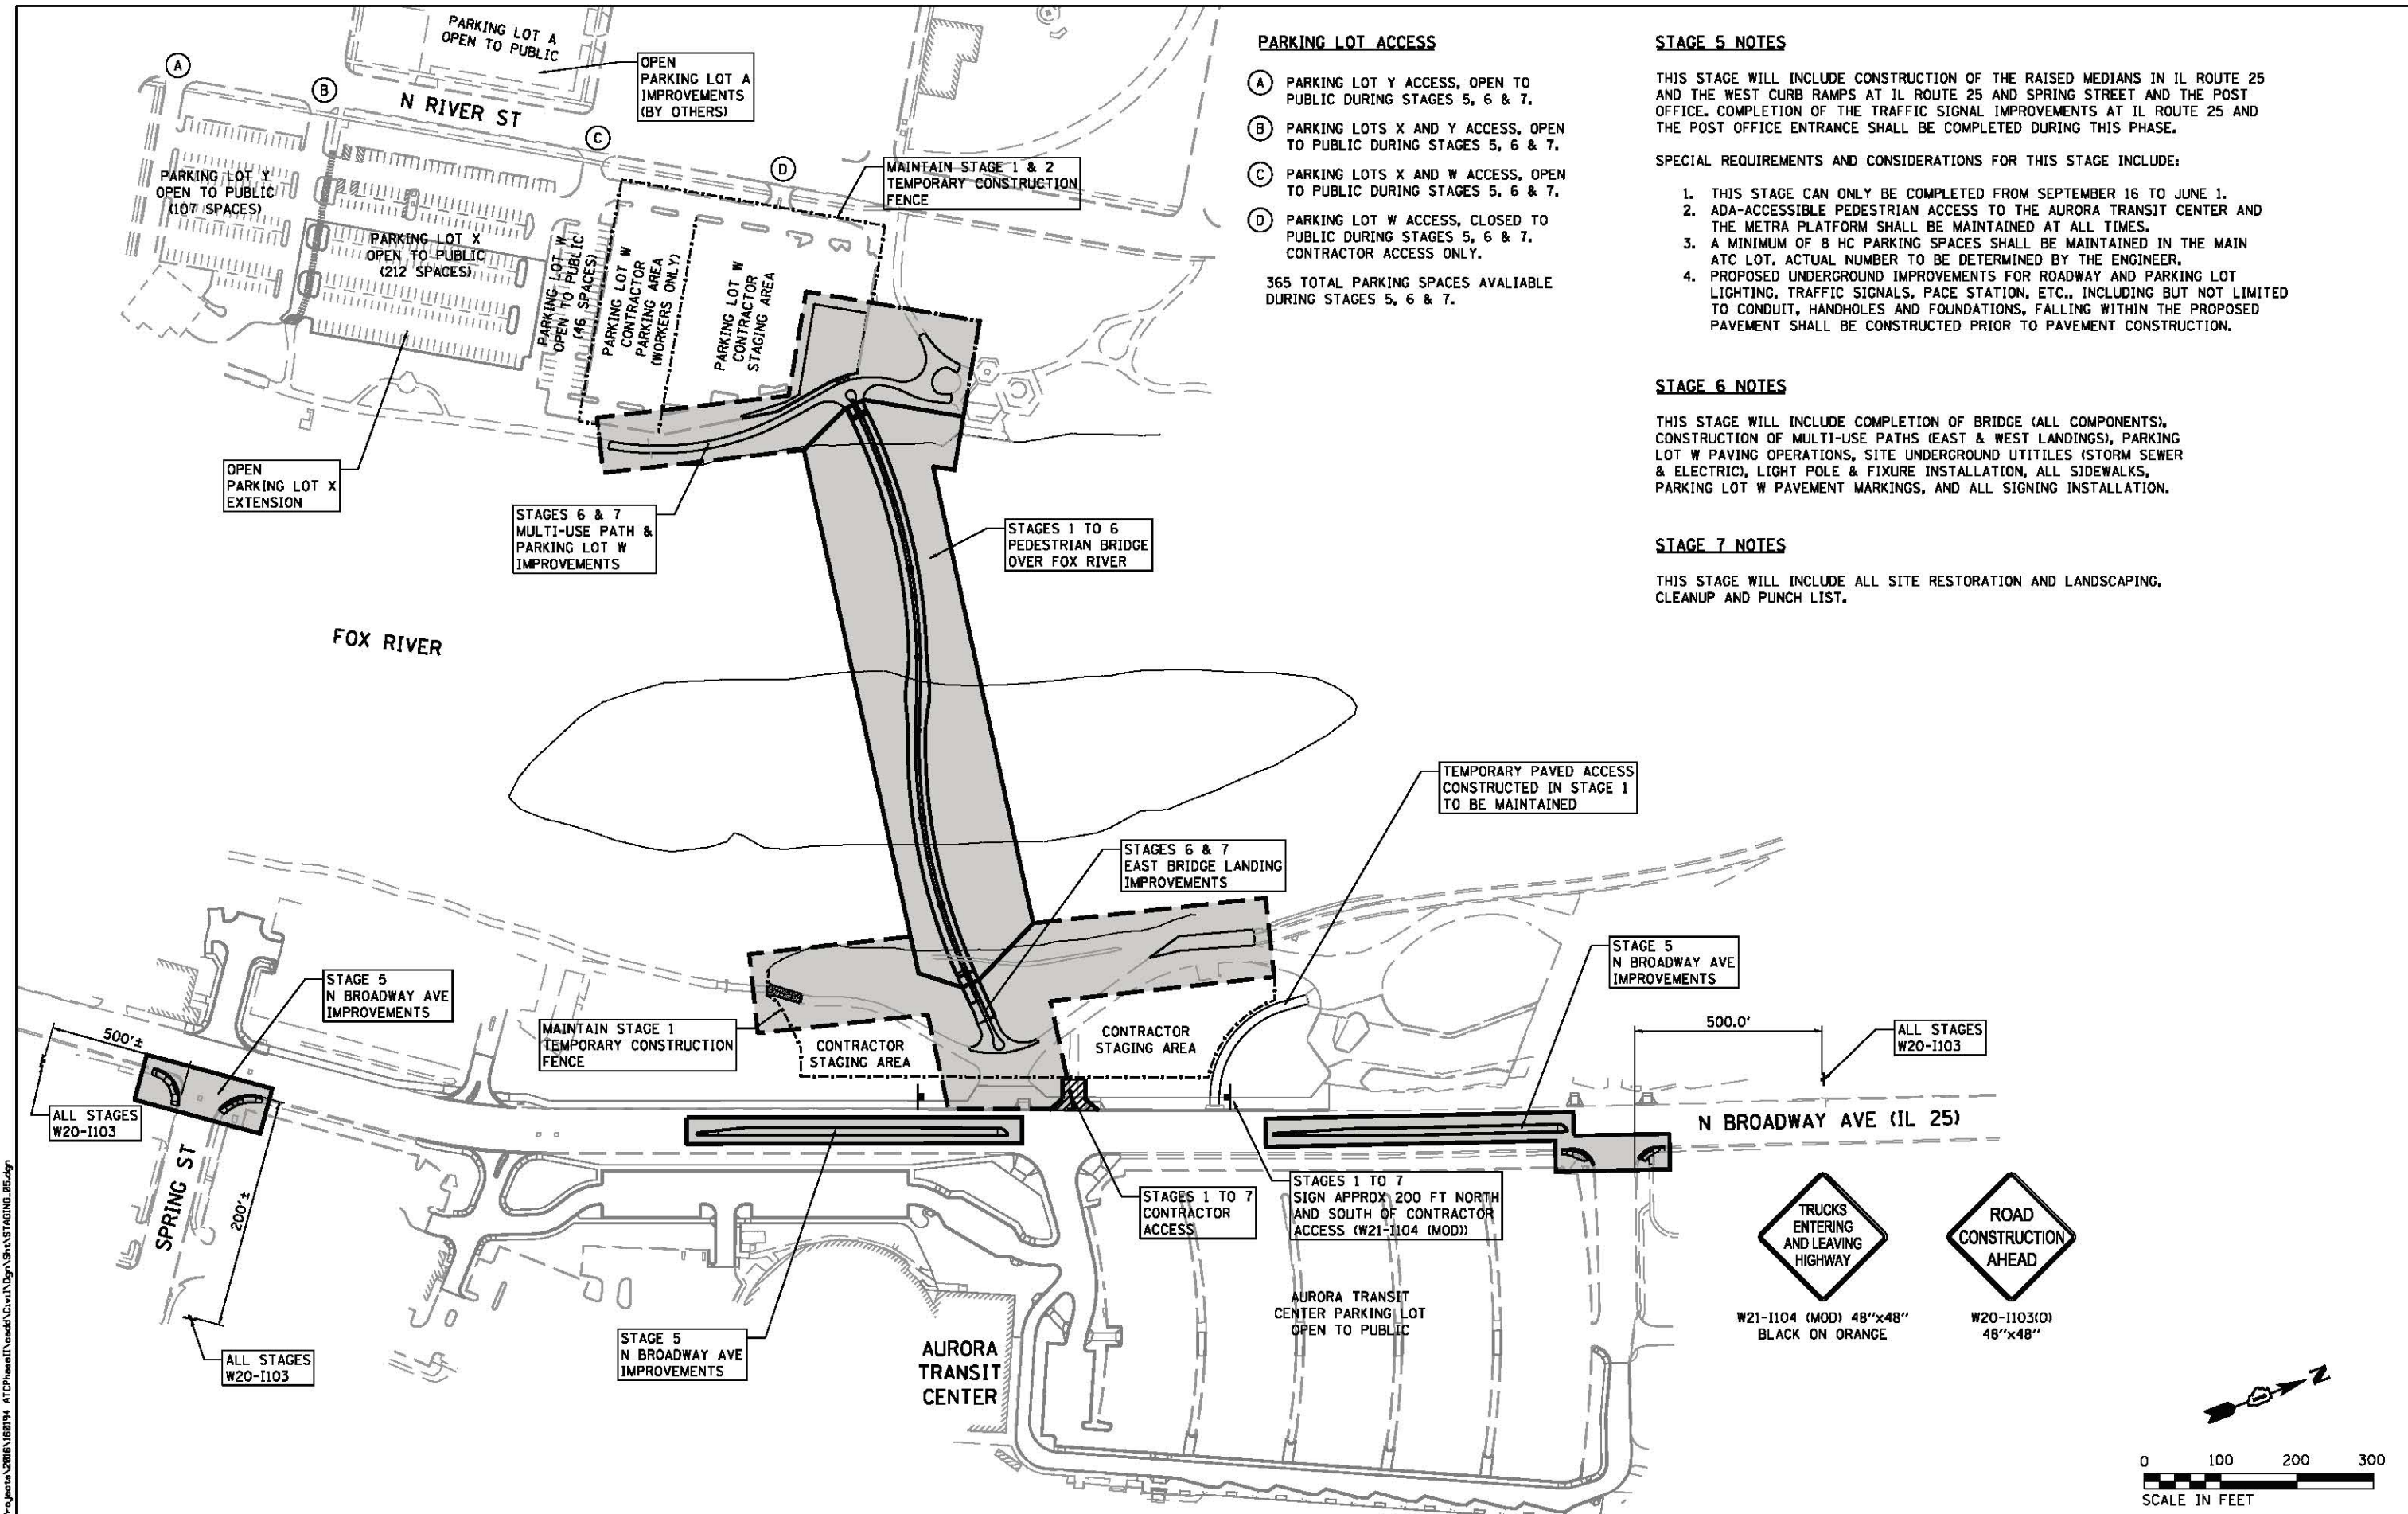 PARKING LOT A
OPEN TO PUBLIC
OPEN
PARKING LOT A
IMPROVEMENTS
(BY OTHERS)
A
B
N RIVER ST
C
D
MAINTAIN STAGE 1 & 2
TEMPORARY CONSTRUCTION
FENCE
PARKING LOT Y
OPEN TO PUBLIC
(107 SPACES)
PARKING LOT X
OPEN TO PUBLIC
(212 SPACES)
PARKING LOT W
OPEN TO PUBLIC
(46 SPACES)
PARKING LOT W
CONTRACTOR
PARKING AREA
(WORKERS ONLY)
PARKING LOT W
CONTRACTOR
STAGING AREA
OPEN
PARKING LOT X
EXTENSION
STAGES 6 & 7
MULTI-USE PATH &
PARKING LOT W
IMPROVEMENTS
STAGES 1 TO 6
PEDESTRIAN BRIDGE
OVER FOX RIVER
FOX RIVER
PARKING LOT ACCESS
A PARKING LOT Y ACCESS, OPEN TO
PUBLIC DURING STAGES 5, 6 & 7.
B PARKING LOTS X AND Y ACCESS, OPEN
TO PUBLIC DURING STAGES 5, 6 & 7.
C PARKING LOTS X AND W ACCESS, OPEN
TO PUBLIC DURING STAGES 5, 6 & 7.
D PARKING LOT W ACCESS, CLOSED TO
PUBLIC DURING STAGES 5, 6 & 7.
CONTRACTOR ACCESS ONLY.
365 TOTAL PARKING SPACES AVALIABLE
DURING STAGES 5, 6 & 7.
STAGE 5 NOTES
THIS STAGE WILL INCLUDE CONSTRUCTION OF THE RAISED MEDIANS IN IL ROUTE 25
AND THE WEST CURB RAMPS AT IL ROUTE 25 AND SPRING STREET AND THE POST
OFFICE. COMPLETION OF THE TRAFFIC SIGNAL IMPROVEMENTS AT IL ROUTE 25 AND
THE POST OFFICE ENTRANCE SHALL BE COMPLETED DURING THIS PHASE.
SPECIAL REQUIREMENTS AND CONSIDERATIONS FOR THIS STAGE INCLUDE:
1. THIS STAGE CAN ONLY BE COMPLETED FROM SEPTEMBER 16 TO JUNE 1.
2. ADA-ACCESSIBLE PEDESTRIAN ACCESS TO THE AURORA TRANSIT CENTER AND
THE METRA PLATFORM SHALL BE MAINTAINED AT ALL TIMES.
3. A MINIMUM OF 8 HC PARKING SPACES SHALL BE MAINTAINED IN THE MAIN
ATC LOT. ACTUAL NUMBER TO BE DETERMINED BY THE ENGINEER.
4. PROPOSED UNDERGROUND IMPROVEMENTS FOR ROADWAY AND PARKING LOT
LIGHTING, TRAFFIC SIGNALS, PACE STATION, ETC., INCLUDING BUT NOT LIMITED
TO CONDUIT, HANDHOLES AND FOUNDATIONS, FALLING WITHIN THE PROPOSED
PAVEMENT SHALL BE CONSTRUCTED PRIOR TO PAVEMENT CONSTRUCTION.
STAGE 6 NOTES
THIS STAGE WILL INCLUDE COMPLETION OF BRIDGE (ALL COMPONENTS),
CONSTRUCTION OF MULTI-USE PATHS (EAST & WEST LANDINGS), PARKING
LOT W PAVING OPERATIONS, SITE UNDERGROUND UTITILES (STORM SEWER
& ELECTRIC), LIGHT POLE & FIXURE INSTALLATION, ALL SIDEWALKS,
PARKING LOT W PAVEMENT MARKINGS, AND ALL SIGNING INSTALLATION.
STAGE 7 NOTES
THIS STAGE WILL INCLUDE ALL SITE RESTORATION AND LANDSCAPING,
CLEANUP AND PUNCH LIST.
TEMPORARY PAVED ACCESS
CONSTRUCTED IN STAGE 1
TO BE MAINTAINED
STAGES 6 & 7
EAST BRIDGE LANDING
IMPROVEMENTS
STAGE 5
N BROADWAY AVE
IMPROVEMENTS
STAGE 5
N BROADWAY AVE
IMPROVEMENTS
500'±
ALL STAGES
W20-I103
MAINTAIN STAGE 1
TEMPORARY CONSTRUCTION
FENCE
CONTRACTOR
STAGING AREA
CONTRACTOR
STAGING AREA
500.0'
ALL STAGES
W20-I103
N BROADWAY AVE (IL 25)
SPRING ST
200'±
ALL STAGES
W20-I103
STAGE 5
N BROADWAY AVE
IMPROVEMENTS
STAGES 1 TO 7
CONTRACTOR
ACCESS
STAGES 1 TO 7
SIGN APPROX 200 FT NORTH
AND SOUTH OF CONTRACTOR
ACCESS (W21-I104 (MOD))
AURORA
TRANSIT
CENTER
AURORA TRANSIT
CENTER PARKING LOT
OPEN TO PUBLIC
TRUCKS
ENTERING
AND LEAVING
HIGHWAY
W21-I104 (MOD) 48"x48"
BLACK ON ORANGE
ROAD
CONSTRUCTION
AHEAD
W20-I103(O)
48"x48"
N
0 100 200 300
SCALE IN FEET